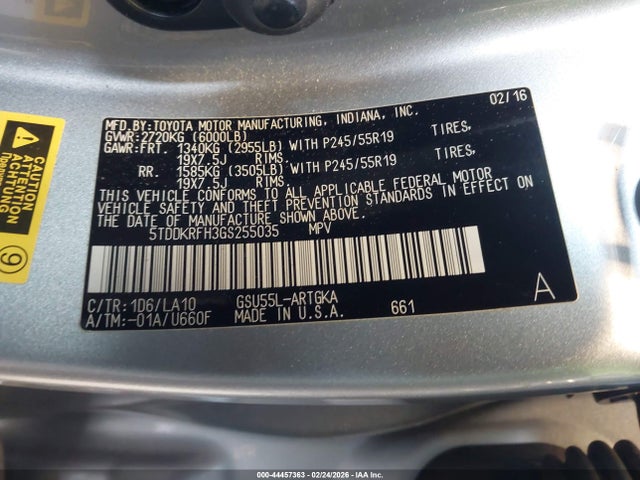 MFD.BY:TOYOTA MOTOR MANUFACTURING, INDIANA, INC. 02/16
GVWR:2720KG (6000LB)
GAWR:FRT. 1340KG (2955LB) WITH P245/55R19 TIRES,
19X7.5J RIMS.
RR. 1585KG (3505LB) WITH P245/55R19 TIRES,
19X7.5J RIMS.
THIS VEHICLE CONFORMS TO ALL APPLICABLE FEDERAL MOTOR
VEHICLE SAFETY AND THEFT PREVENTION STANDARDS IN EFFECT ON
THE DATE OF MANUFACTURE SHOWN ABOVE.
5TDDKRFH3GS255035 MPV
C/TR: 1D6/LA10 GSU55L-ARTGKA A
A/TM:-01A/U660F MADE IN U.S.A. 661
CAUTION
ATTENTION
ACHTUNG
9
000-44457363 - 02/24/2026 - IAAI.COM